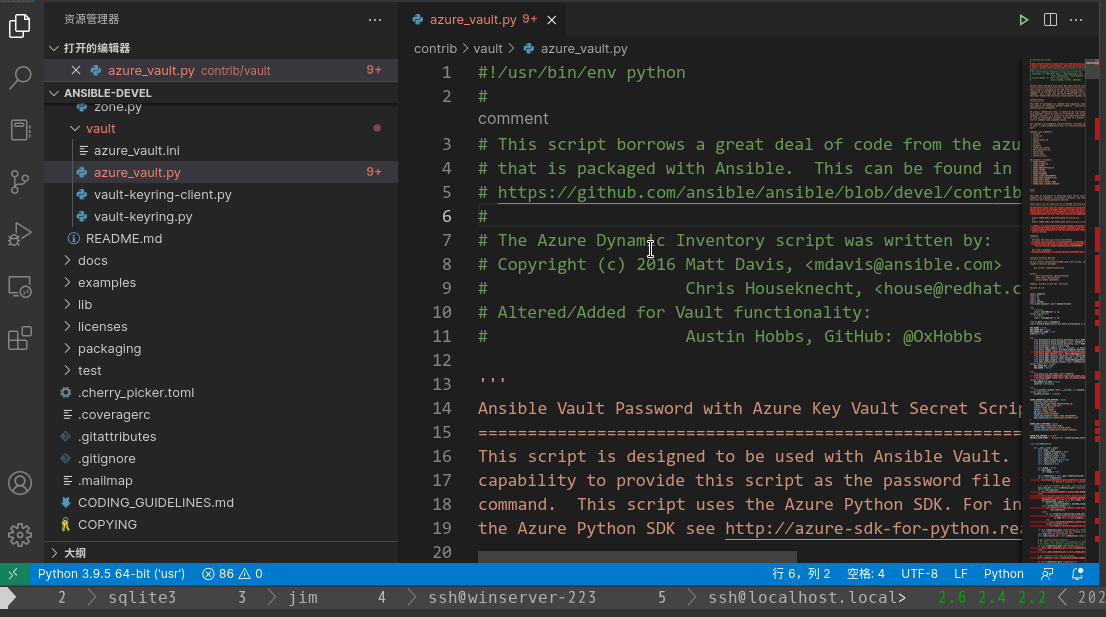 资源管理器 ···
打开的编辑器
azure_vault.py contrib/vault 9+
ANSIBLE-DEVEL
zone.py
vault
azure_vault.ini
azure_vault.py 9+
vault-keyring-client.py
vault-keyring.py
README.md
docs
examples
lib
licenses
packaging
test
.cherry_picker.toml
.coveragerc
.gitattributes
.gitignore
.mailmap
CODING_GUIDELINES.md
COPYING
大纲
azure_vault.py 9+
contrib > vault > azure_vault.py
1 #!/usr/bin/env python
2 #
comment
3 # This script borrows a great deal of code from the azu
4 # that is packaged with Ansible.  This can be found in
5 # https://github.com/ansible/ansible/blob/devel/contrib
6 #
7 # The Azure Dynamic Inventory script was written by:
8 # Copyright (c) 2016 Matt Davis, <mdavis@ansible.com>
9 #                    Chris Houseknecht, <house@redhat.c
10 # Altered/Added for Vault functionality:
11 #                    Austin Hobbs, GitHub: @OxHobbs
12
13 '''
14 Ansible Vault Password with Azure Key Vault Secret Scrip
15 ========================================================
16 This script is designed to be used with Ansible Vault.
17 capability to provide this script as the password file
18 command.  This script uses the Azure Python SDK. For in
19 the Azure Python SDK see http://azure-sdk-for-python.rea
20
Python 3.9.5 64-bit ('usr') 86 0 行 6，列 2 空格: 4 UTF-8 LF Python
2 > sqlite3 3 > jim 4 > ssh@winserver-223 5 > ssh@localhost.local> 2.6 2.4 2.2 < 202